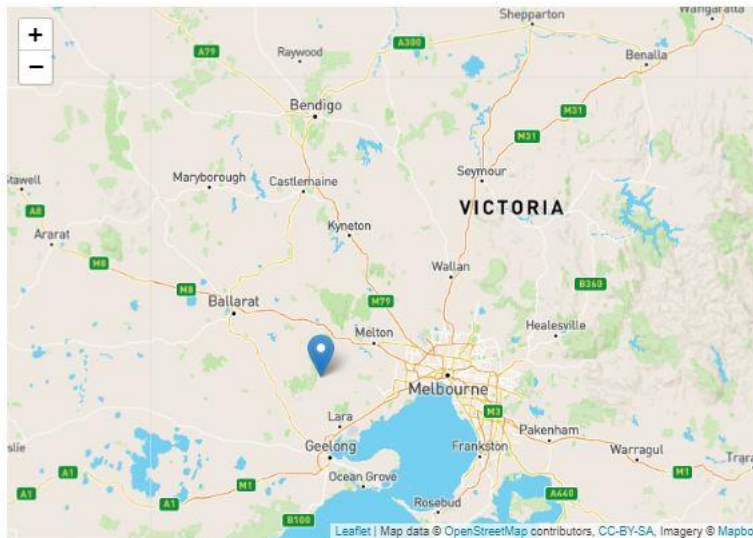 +
−
Shepparton
Wangaratta
A300
A79
Raywood
Benalla
Bendigo
M31
M31
Stawell
Maryborough
Castlemaine
Seymour
VICTORIA
A8
Ararat
Kyneton
M8
Wallan
M8
B360
Ballarat
M79
Melton
Healesville
Melbourne
M3
Lara
Pakenham
Geelong
Frankston
Warragul
M1
Ocean Grove
A1
A1
A1
M1
A440
Rosebud
B100
Leaflet | Map data © OpenStreetMap contributors, CC-BY-SA, Imagery © Mapbo